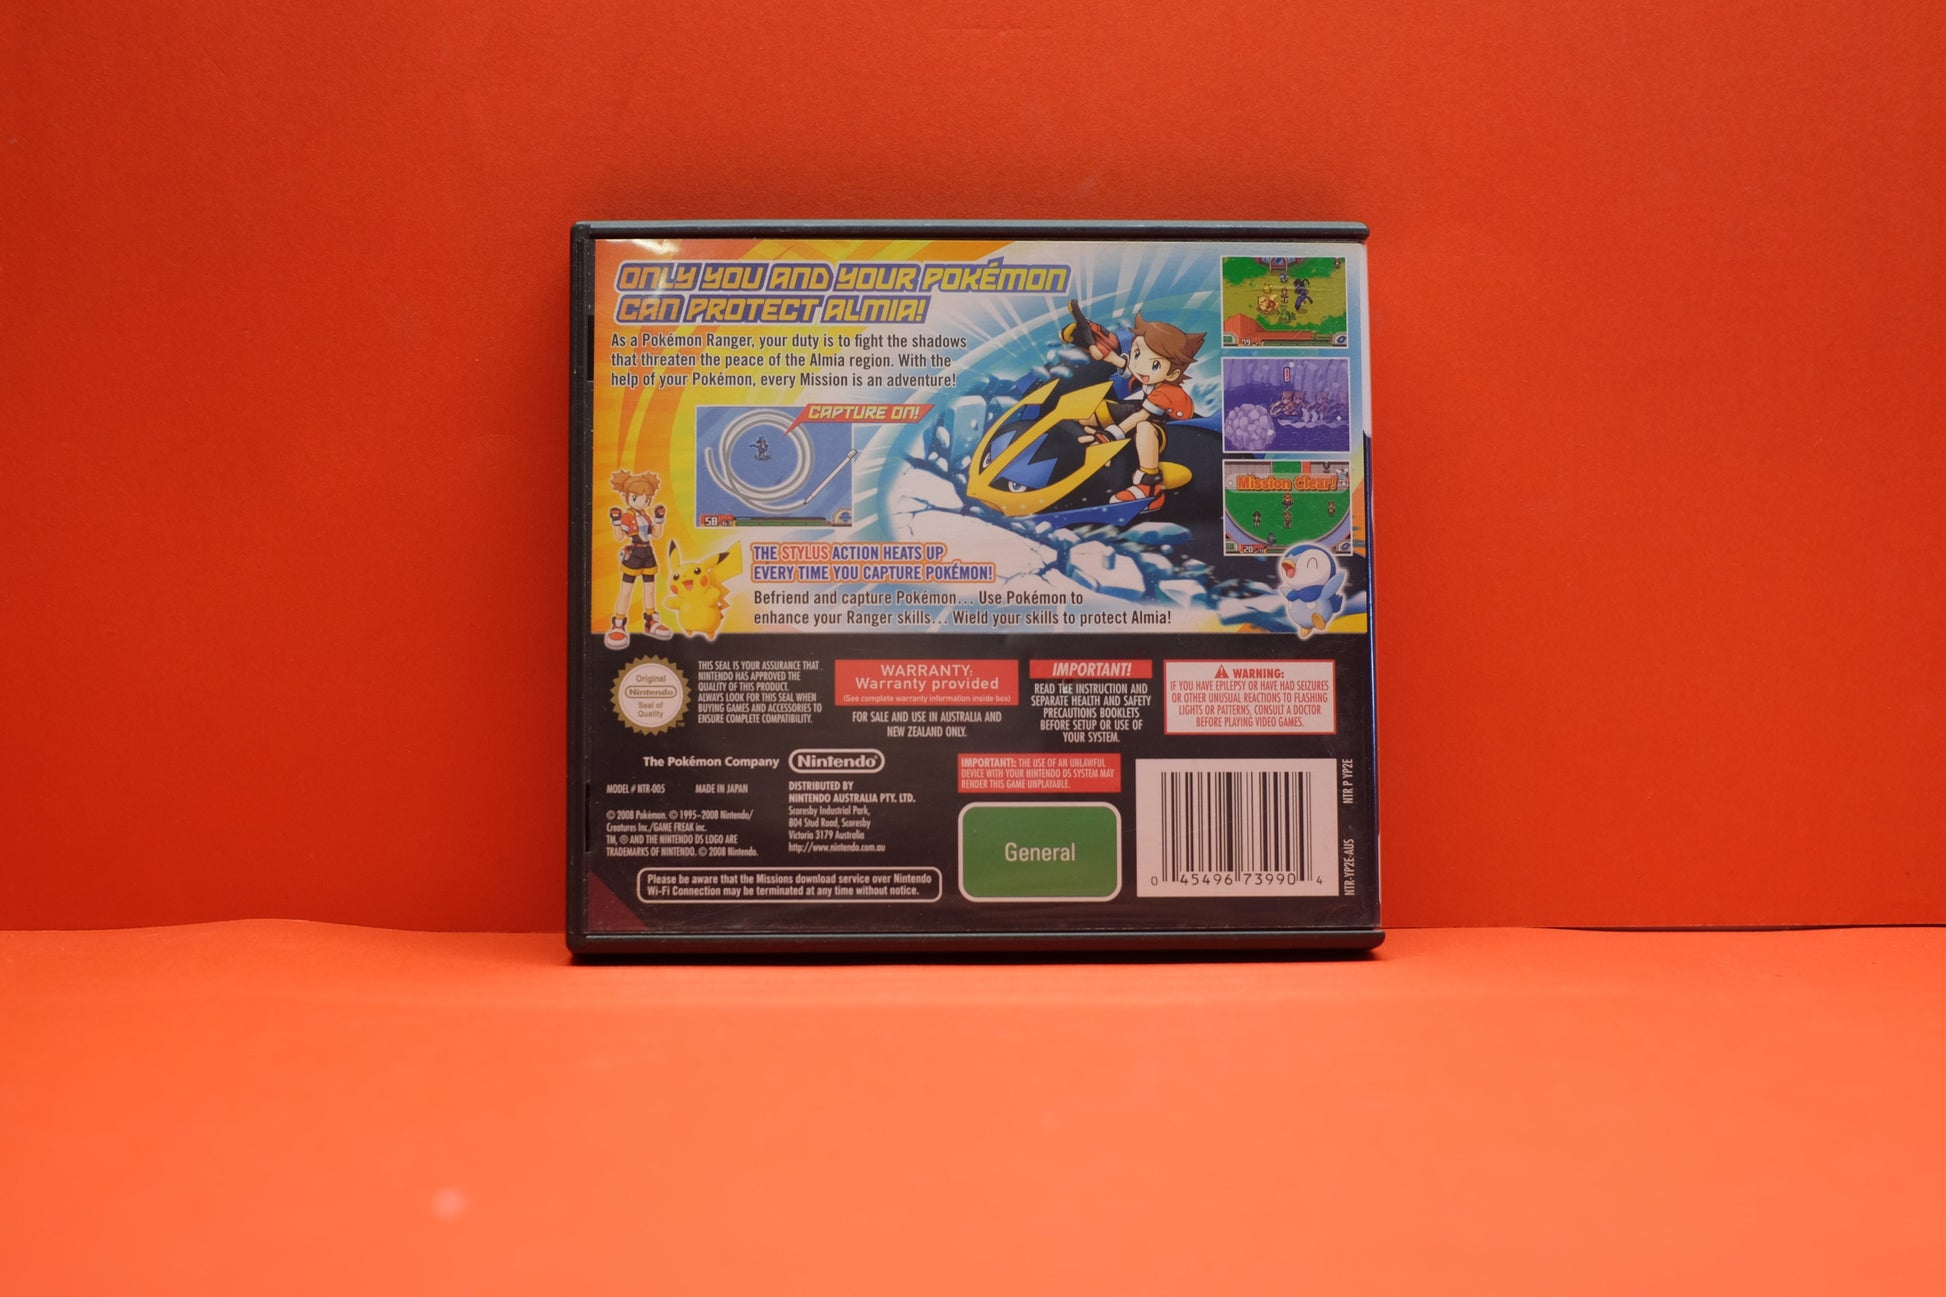 ONLY YOU AND YOUR POKÉMON
CAN PROTECT ALMIA!
As a Pokémon Ranger, your duty is to fight the shadows
that threaten the peace of the Almia region. With the
help of your Pokémon, every Mission is an adventure!
CAPTURE ON!
58
Mission Clear!
20
THE STYLUS ACTION HEATS UP
EVERY TIME YOU CAPTURE POKÉMON!
Befriend and capture Pokémon... Use Pokémon to
enhance your Ranger skills... Wield your skills to protect Almia!
Original
Nintendo
Seal of
Quality
THIS SEAL IS YOUR ASSURANCE THAT
NINTENDO HAS APPROVED THE
QUALITY OF THIS PRODUCT.
ALWAYS LOOK FOR THIS SEAL WHEN
BUYING GAMES AND ACCESSORIES TO
ENSURE COMPLETE COMPATIBILITY.
WARRANTY:
Warranty provided
(See complete warranty information inside box)
FOR SALE AND USE IN AUSTRALIA AND
NEW ZEALAND ONLY.
IMPORTANT!
READ THE INSTRUCTION AND
SEPARATE HEALTH AND SAFETY
PRECAUTIONS BOOKLETS
BEFORE SETUP OR USE OF
YOUR SYSTEM.
WARNING:
IF YOU HAVE EPILEPSY OR HAVE HAD SEIZURES
OR OTHER UNUSUAL REACTIONS TO FLASHING
LIGHTS OR PATTERNS, CONSULT A DOCTOR
BEFORE PLAYING VIDEO GAMES.
The Pokémon Company
Nintendo
MODEL # NTR-005 MADE IN JAPAN
© 2008 Pokémon. © 1995–2008 Nintendo/
Creatures Inc./GAME FREAK inc.
TM, ® AND THE NINTENDO DS LOGO ARE
TRADEMARKS OF NINTENDO. © 2008 Nintendo.
DISTRIBUTED BY
NINTENDO AUSTRALIA PTY. LTD.
Scoresby Industrial Park,
804 Stud Road, Scoresby
Victoria 3179 Australia
http://www.nintendo.com.au
IMPORTANT!: THE USE OF AN UNLAWFUL
DEVICE WITH YOUR NINTENDO DS SYSTEM MAY
RENDER THIS GAME UNPLAYABLE.
General
Please be aware that the Missions download service over Nintendo
Wi-Fi Connection may be terminated at any time without notice.
0 45496 73990 4
NTR P YP2E
NTR-YP2E-AUS